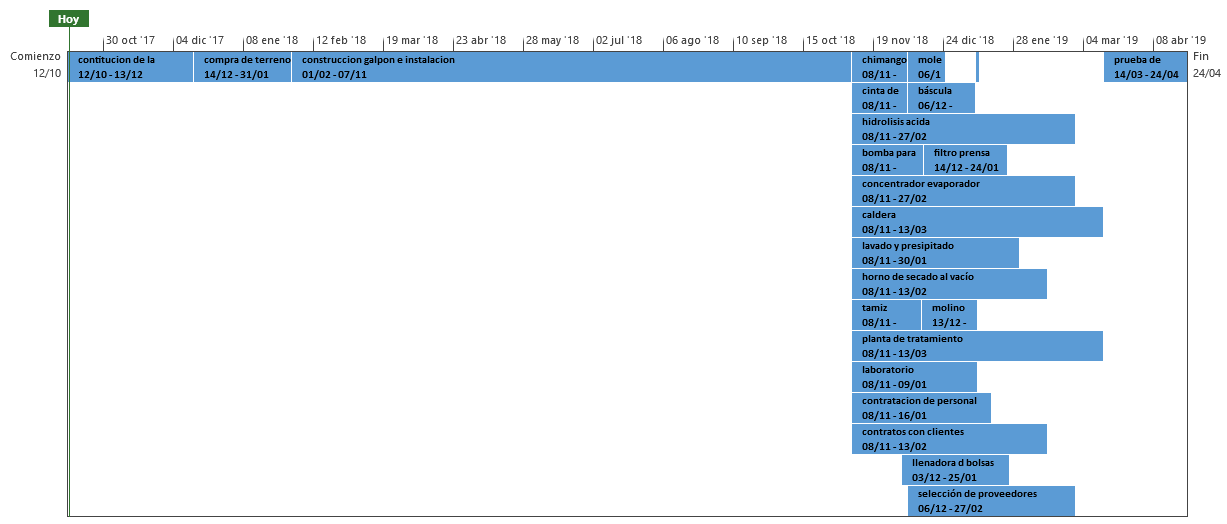 Hoy
30 oct '17 04 dic '17 08 ene '18 12 feb '18 19 mar '18 23 abr '18 28 may '18 02 jul '18 06 ago '18 10 sep '18 15 oct '18 19 nov '18 24 dic '18 28 ene '19 04 mar '19 08 abr '19
Comienzo
12/10
Fin
24/04
contitucion de la
12/10 - 13/12
compra de terreno
14/12 - 31/01
construccion galpon e instalacion
01/02 - 07/11
chimango
08/11 -
mole
06/1
prueba de
14/03 - 24/04
cinta de
08/11 -
báscula
06/12 -
hidrolisis acida
08/11 - 27/02
bomba para
08/11 -
filtro prensa
14/12 - 24/01
concentrador evaporador
08/11 - 27/02
caldera
08/11 - 13/03
lavado y presipitado
08/11 - 30/01
horno de secado al vacío
08/11 - 13/02
tamiz
08/11 -
molino
13/12 -
planta de tratamiento
08/11 - 13/03
laboratorio
08/11 - 09/01
contratacion de personal
08/11 - 16/01
contratos con clientes
08/11 - 13/02
llenadora d bolsas
03/12 - 25/01
selección de proveedores
06/12 - 27/02